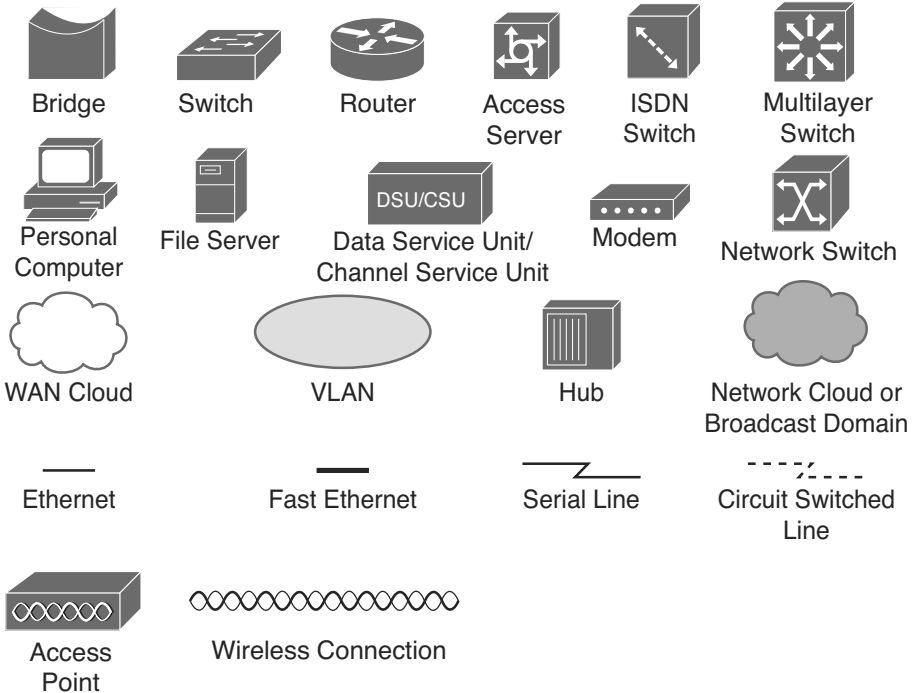 Bridge
Switch
Router
Access
Server
ISDN
Switch
Multilayer
Switch
Personal
Computer
File Server
DSU/CSU
Data Service Unit/
Channel Service Unit
Modem
Network Switch
WAN Cloud
VLAN
Hub
Network Cloud or
Broadcast Domain
Ethernet
Fast Ethernet
Serial Line
Circuit Switched
Line
Access
Point
Wireless Connection